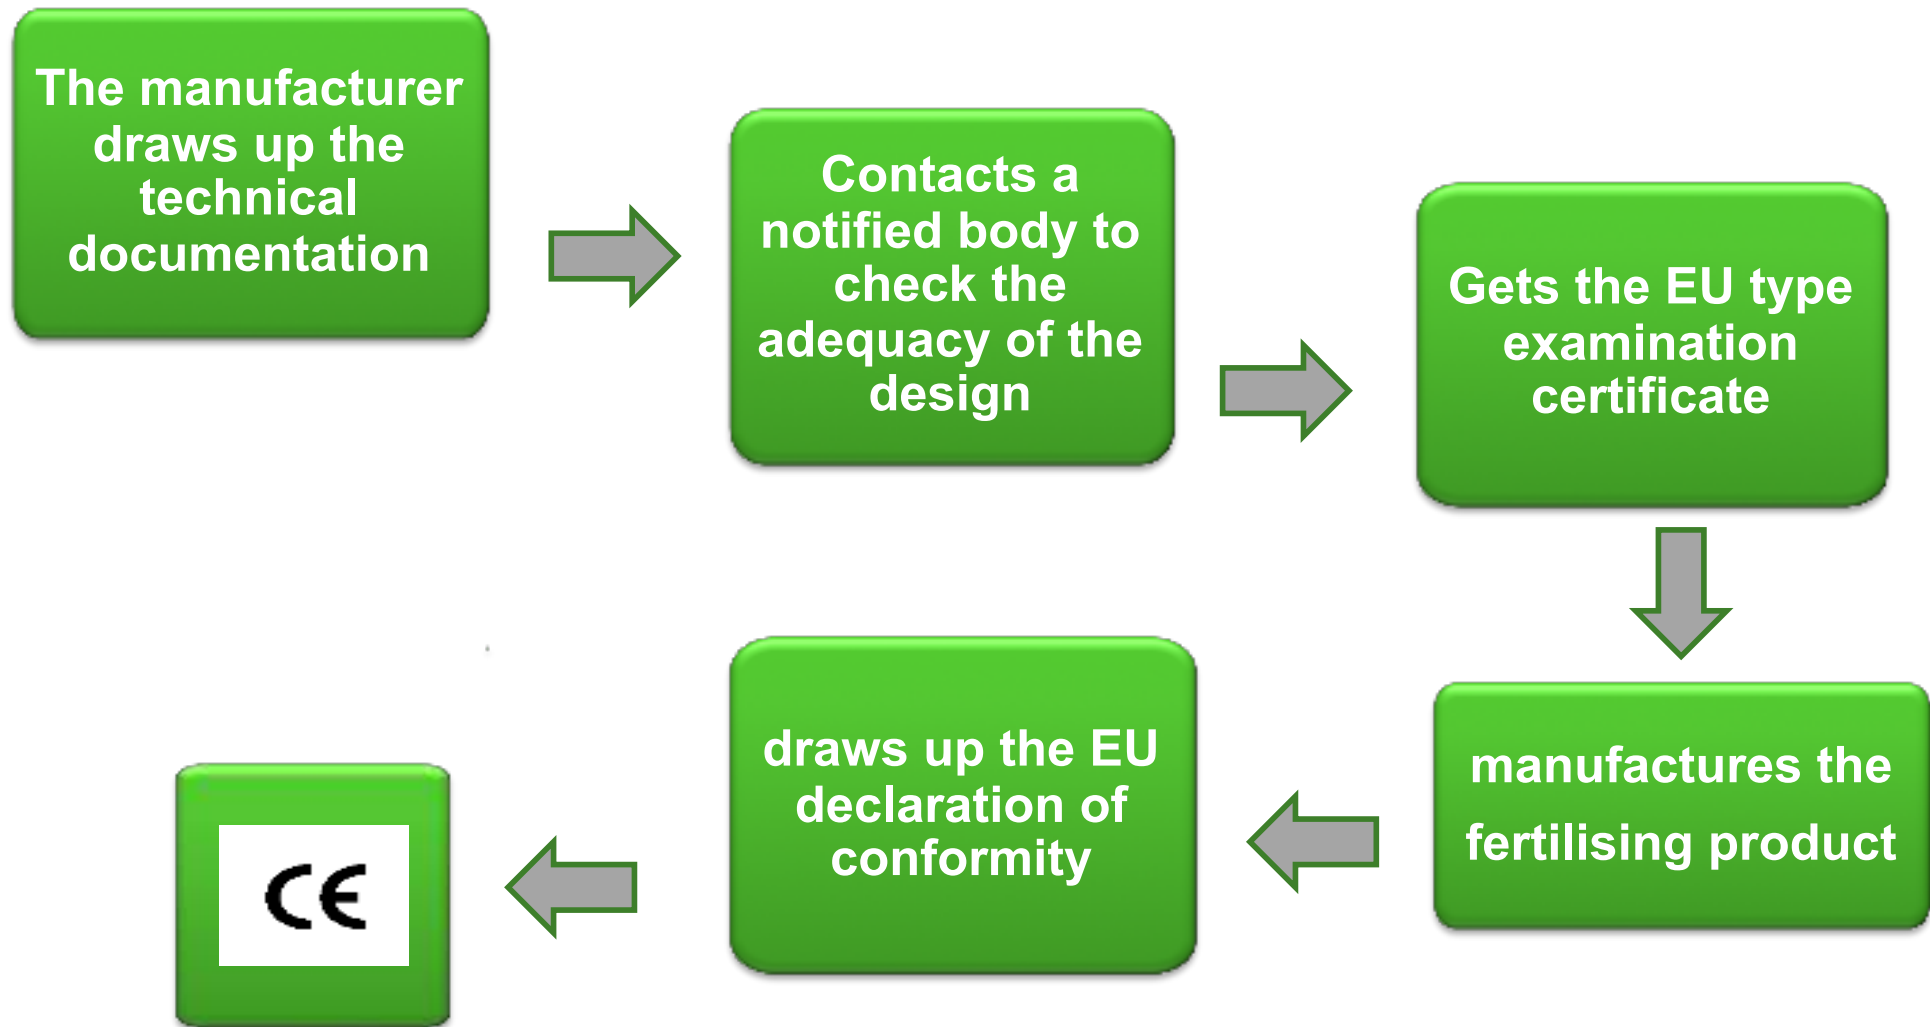 The manufacturer
draws up the
technical
documentation
Contacts a
notified body to
check the
adequacy of the
design
Gets the EU type
examination
certificate
manufactures the
fertilising product
draws up the EU
declaration of
conformity
CE